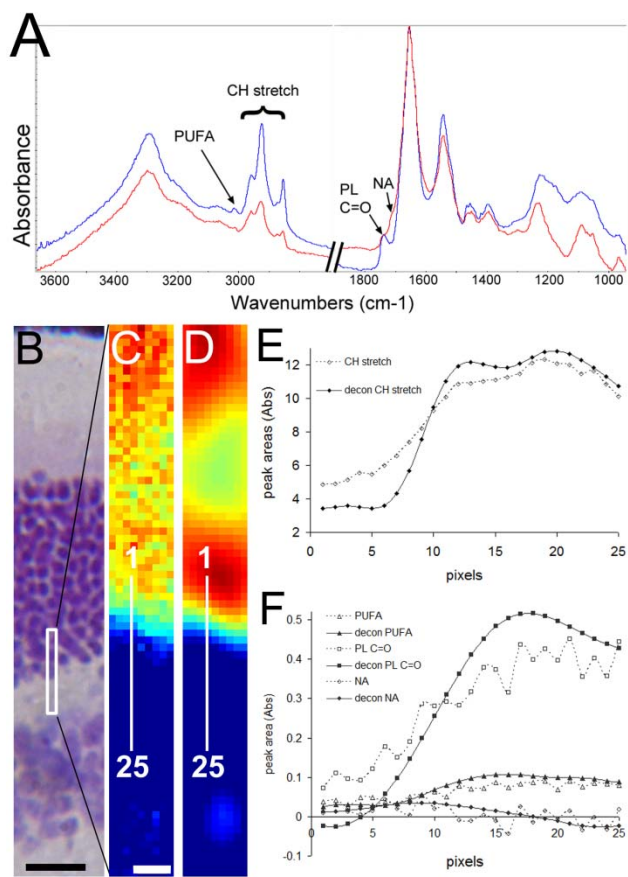 A
CH stretch
PUFA
PL
C=O
NA
Absorbance
3600 3400 3200 3000 1800 1600 1400 1200 1000
Wavenumbers (cm-1)
B
C
D
1
25
1
25
E
CH stretch
decon CH stretch
peak areas (Abs)
12
10
8
6
4
2
0 5 10 15 20 25
pixels
F
PUFA
decon PUFA
PL C=O
decon PL C=O
NA
decon NA
peak area (Abs)
0.5
0.4
0.3
0.2
0.1
0
-0.1
0 5 10 15 20 25
pixels